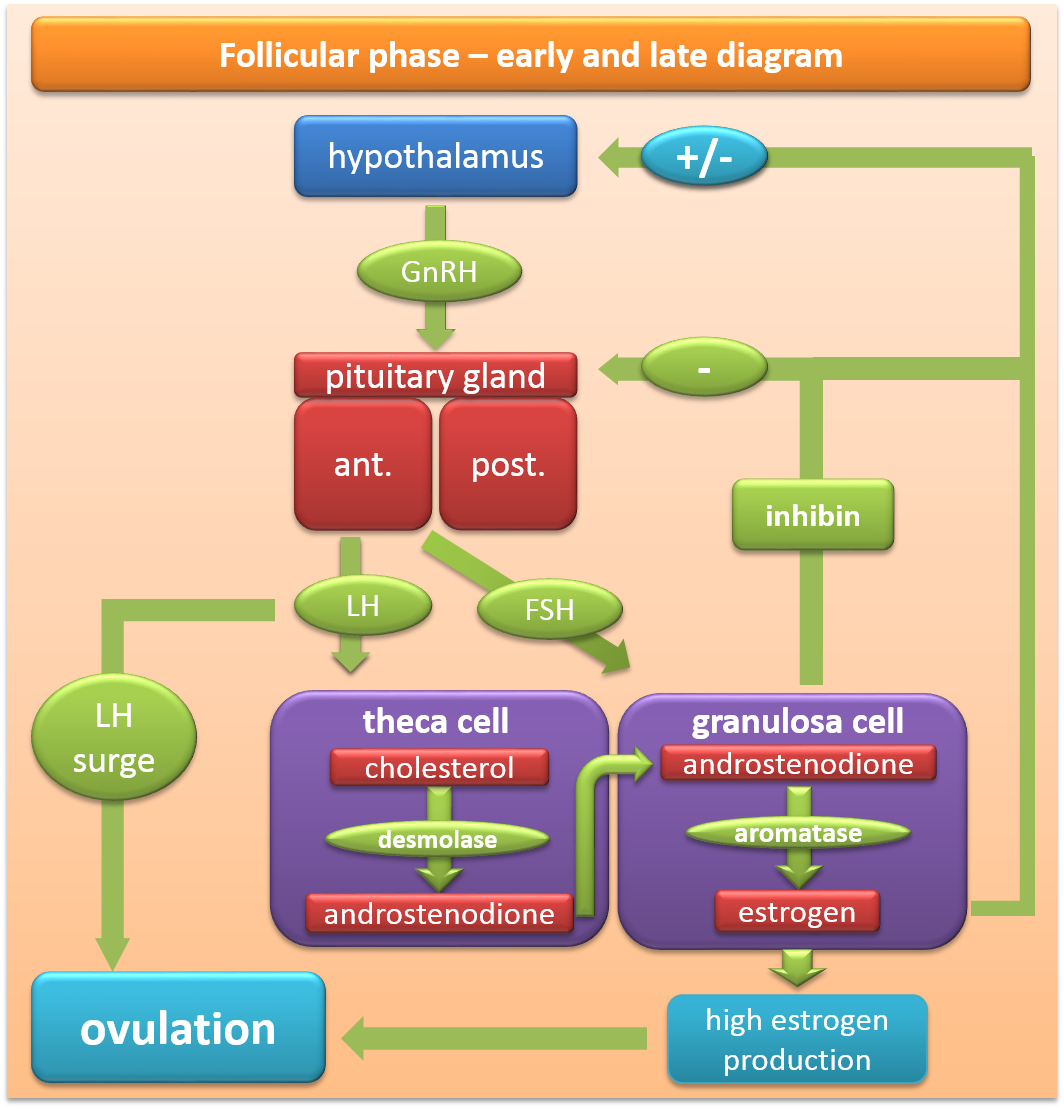 Follicular phase – early and late diagram
hypothalamus
+/-
GnRH
pituitary gland
-
ant.
post.
inhibin
LH
FSH
LH
surge
theca cell
cholesterol
desmolase
androstenodione
granulosa cell
androstenodione
aromatase
estrogen
ovulation
high estrogen
production